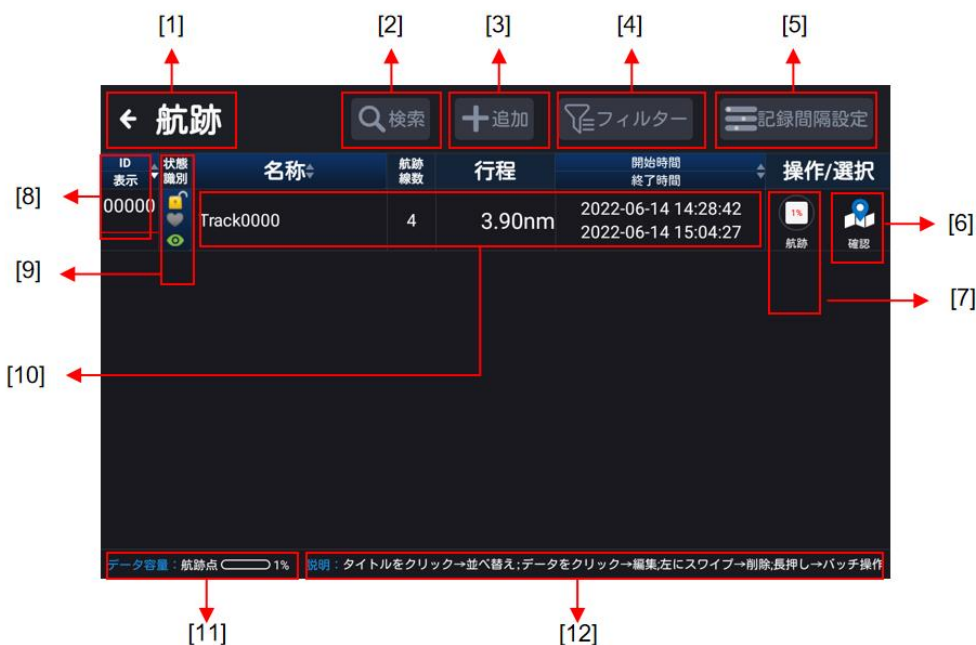 [1] [2] [3] [4] [5]
航跡 検索 追加 フィルター 記録間隔設定
ID 状態 名称 航跡 行程 開始時間 操作/選択
表示 識別 線数 終了時間
[8] 00000 Track0000 4 3.90nm 2022-06-14 14:28:42 1% [6]
2022-06-14 15:04:27 航跡 確認
[9] [7]
[10]
データ容量：航跡点 1% 説明：タイトルをクリック→並べ替え;データをクリック→編集;左にスワイプ→削除;長押し→バッチ操作
[11] [12]